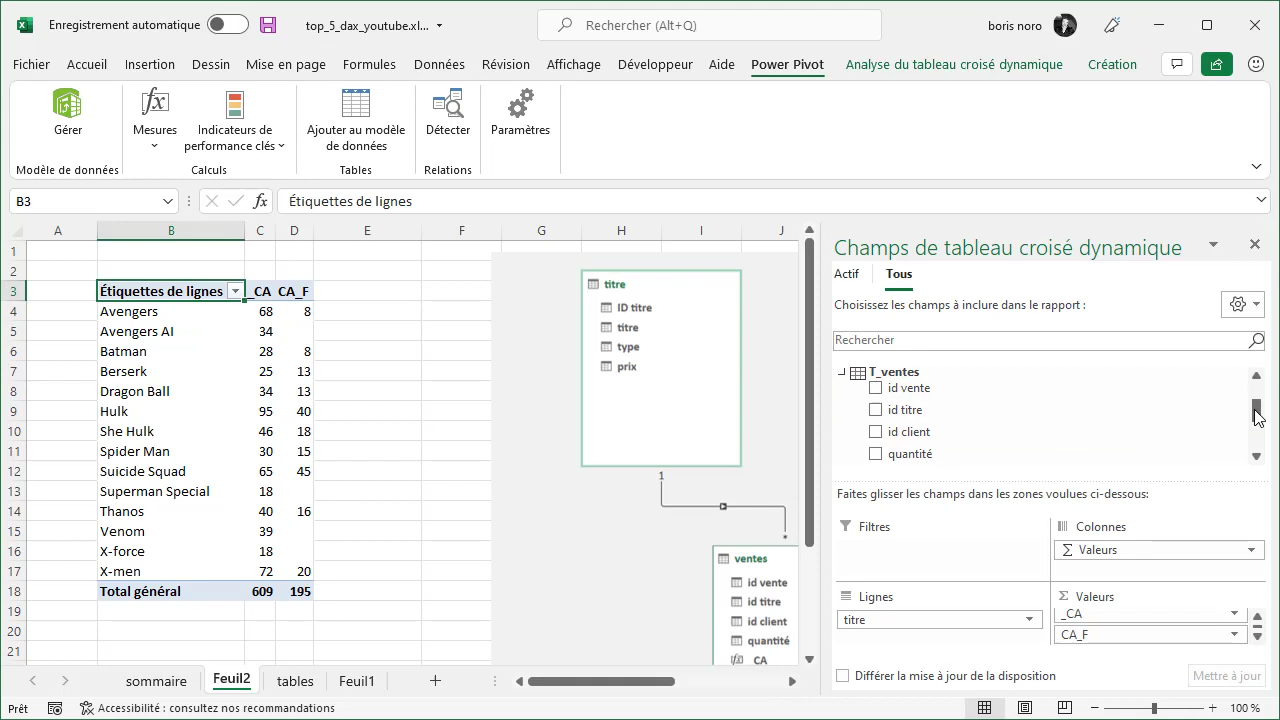 Enregistrement automatique
top_5_dax_youtube.xl...
Rechercher (Alt+Q)
boris noro
Fichier Accueil Insertion Dessin Mise en page Formules Données Révision Affichage Développeur Aide Power Pivot Analyse du tableau croisé dynamique Création
Gérer
Modèle de données
Mesures
Indicateurs de
performance clés
Calculs
Ajouter au modèle
de données
Tables
Détecter
Relations
Paramètres
B3
fx
Étiquettes de lignes
A B C D E F G H I J
1
2
3 Étiquettes de lignes _CA CA_F
4 Avengers 68 8
5 Avengers AI 34
6 Batman 28 8
7 Berserk 25 13
8 Dragon Ball 34 13
9 Hulk 95 40
10 She Hulk 46 18
11 Spider Man 30 15
12 Suicide Squad 65 45
13 Superman Special 18
14 Thanos 40 16
15 Venom 39
16 X-force 18
17 X-men 72 20
18 Total général 609 195
19
20
21
titre
ID titre
titre
type
prix
1
*
ventes
id vente
id titre
id client
quantité
_CA
Champs de tableau croisé dynamique
Actif Tous
Choisissez les champs à inclure dans le rapport :
Rechercher
T_ventes
id vente
id titre
id client
quantité
Faites glisser les champs dans les zones voulues ci-dessous:
Filtres
Colonnes
Σ Valeurs
Lignes
titre
Σ Valeurs
_CA
CA_F
Différer la mise à jour de la disposition
Mettre à jour
ommaire Feuil2 tables Feuil1
Prêt
Accessibilité : consultez nos recommandations
100 %